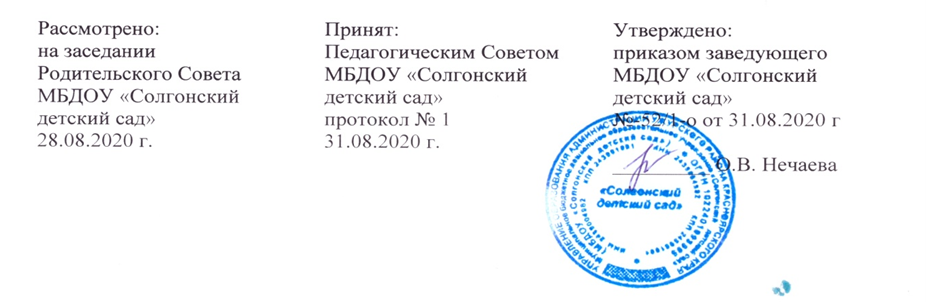 Рассмотрено:
на заседании
Родительского Совета
МБДОУ «Солгонский
детский сад»
28.08.2020 г.
Принят:
Педагогическим Советом
МБДОУ «Солгонский
детский сад»
протокол № 1
31.08.2020 г.
Утверждено:
приказом заведующего
МБДОУ «Солгонский
детский сад»
№ 52/1-о от 31.08.2020 г
О.В. Нечаева
«Солгонский
детский сад»